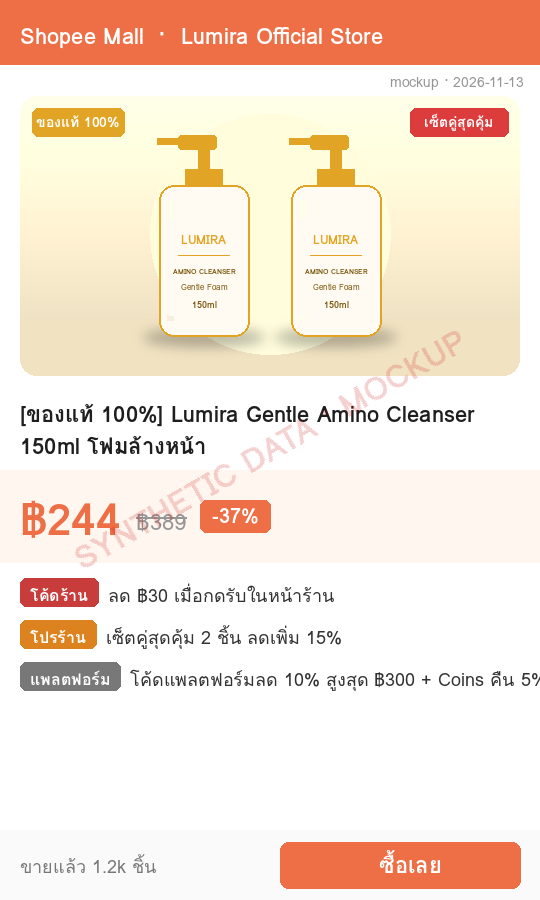 Shopee Mall · Lumira Official Store
mockup · 2026-11-13
ของแท้ 100%
เซ็ตคู่สุดคุ้ม
LUMIRA
AMINO CLEANSER
Gentle Foam
150ml
LUMIRA
AMINO CLEANSER
Gentle Foam
150ml
[ของแท้ 100%] Lumira Gentle Amino Cleanser
150ml โฟมล้างหน้า
SYNTHETIC DATA · MOCKUP
฿244 ฿389 -37%
โค้ดร้าน ลด ฿30 เมื่อกดรับในหน้าร้าน
โปรร้าน เซ็ตคู่สุดคุ้ม 2 ชิ้น ลดเพิ่ม 15%
แพลตฟอร์ม โค้ดแพลตฟอร์มลด 10% สูงสุด ฿300 + Coins คืน 5%
ขายแล้ว 1.2k ชิ้น
ซื้อเลย